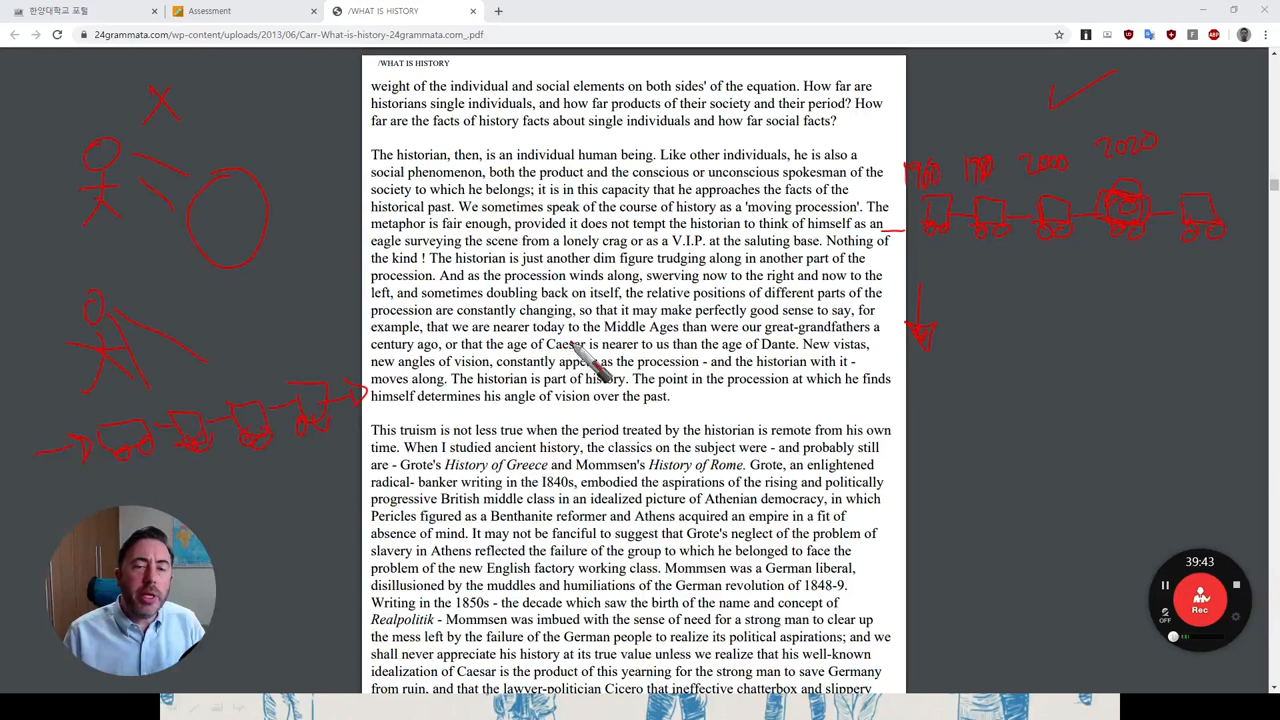 한양대학교 포털
Assessment
/WHAT IS HISTORY
24grammata.com/wp-content/uploads/2013/06/Carr-What-is-history-24grammata.com_.pdf
/WHAT IS HISTORY
weight of the individual and social elements on both sides' of the equation. How far are
historians single individuals, and how far products of their society and their period? How
far are the facts of history facts about single individuals and how far social facts?
The historian, then, is an individual human being. Like other individuals, he is also a
social phenomenon, both the product and the conscious or unconscious spokesman of the
society to which he belongs; it is in this capacity that he approaches the facts of the
historical past. We sometimes speak of the course of history as a 'moving procession'. The
metaphor is fair enough, provided it does not tempt the historian to think of himself as an
eagle surveying the scene from a lonely crag or as a V.I.P. at the saluting base. Nothing of
the kind ! The historian is just another dim figure trudging along in another part of the
procession. And as the procession winds along, swerving now to the right and now to the
left, and sometimes doubling back on itself, the relative positions of different parts of the
procession are constantly changing, so that it may make perfectly good sense to say, for
example, that we are nearer today to the Middle Ages than were our great-grandfathers a
century ago, or that the age of Caesar is nearer to us than the age of Dante. New vistas,
new angles of vision, constantly appear as the procession - and the historian with it -
moves along. The historian is part of history. The point in the procession at which he finds
himself determines his angle of vision over the past.
This truism is not less true when the period treated by the historian is remote from his own
time. When I studied ancient history, the classics on the subject were - and probably still
are - Grote's History of Greece and Mommsen's History of Rome. Grote, an enlightened
radical- banker writing in the I840s, embodied the aspirations of the rising and politically
progressive British middle class in an idealized picture of Athenian democracy, in which
Pericles figured as a Benthanite reformer and Athens acquired an empire in a fit of
absence of mind. It may not be fanciful to suggest that Grote's neglect of the problem of
slavery in Athens reflected the failure of the group to which he belonged to face the
problem of the new English factory working class. Mommsen was a German liberal,
disillusioned by the muddles and humiliations of the German revolution of 1848-9.
Writing in the 1850s - the decade which saw the birth of the name and concept of
Realpolitik - Mommsen was imbued with the sense of need for a strong man to clear up
the mess left by the failure of the German people to realize its political aspirations; and we
shall never appreciate his history at its true value unless we realize that his well-known
idealization of Caesar is the product of this yearning for the strong man to save Germany
from ruin, and that the lawyer-politician Cicero that ineffective chatterbox and slippery
2000
2020
39:43
Rec
OFF